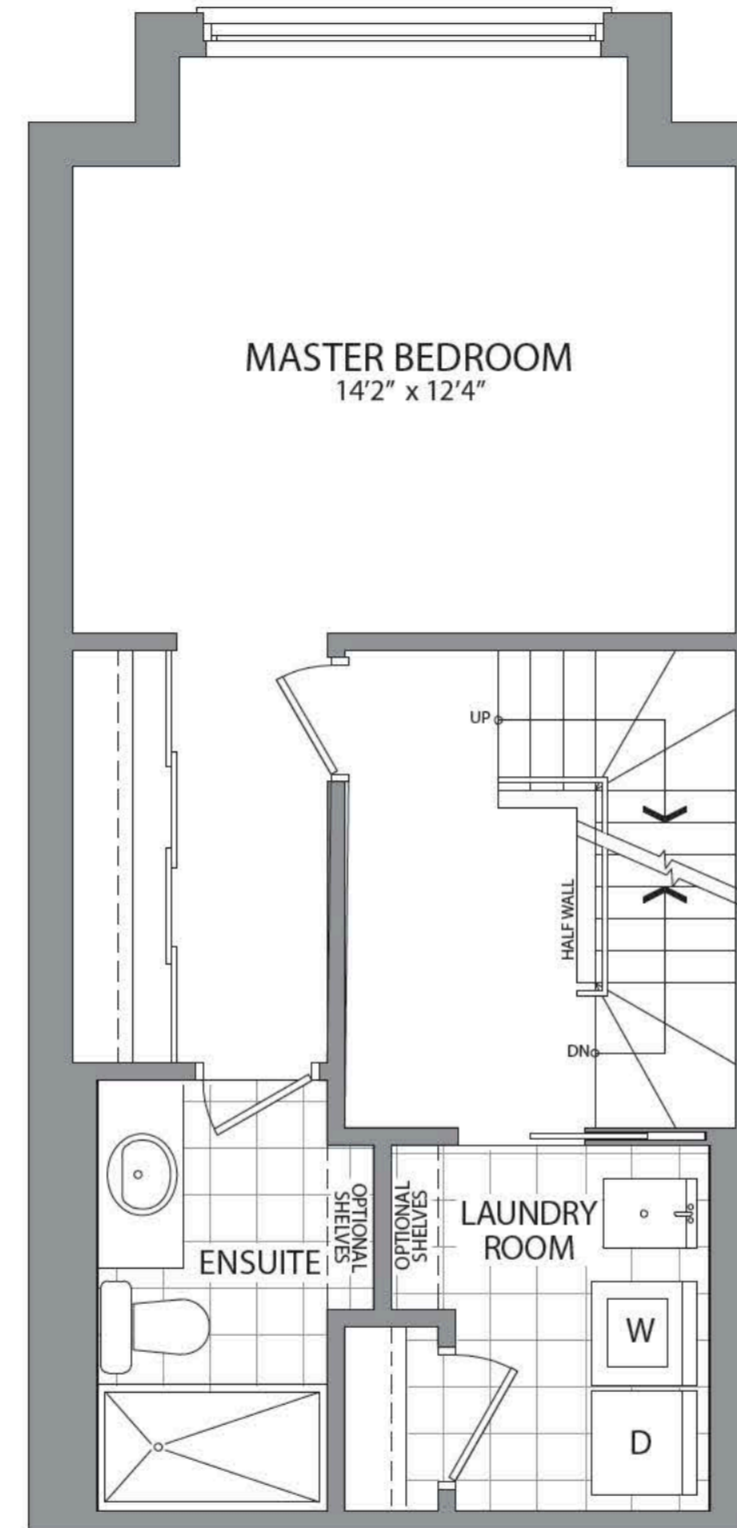 MASTER BEDROOM
14'2" x 12'4"
UP
HALF WALL
DN
OPTIONAL
SHELVES
OPTIONAL
SHELVES
LAUNDRY
ROOM
ENSUITE
W
D